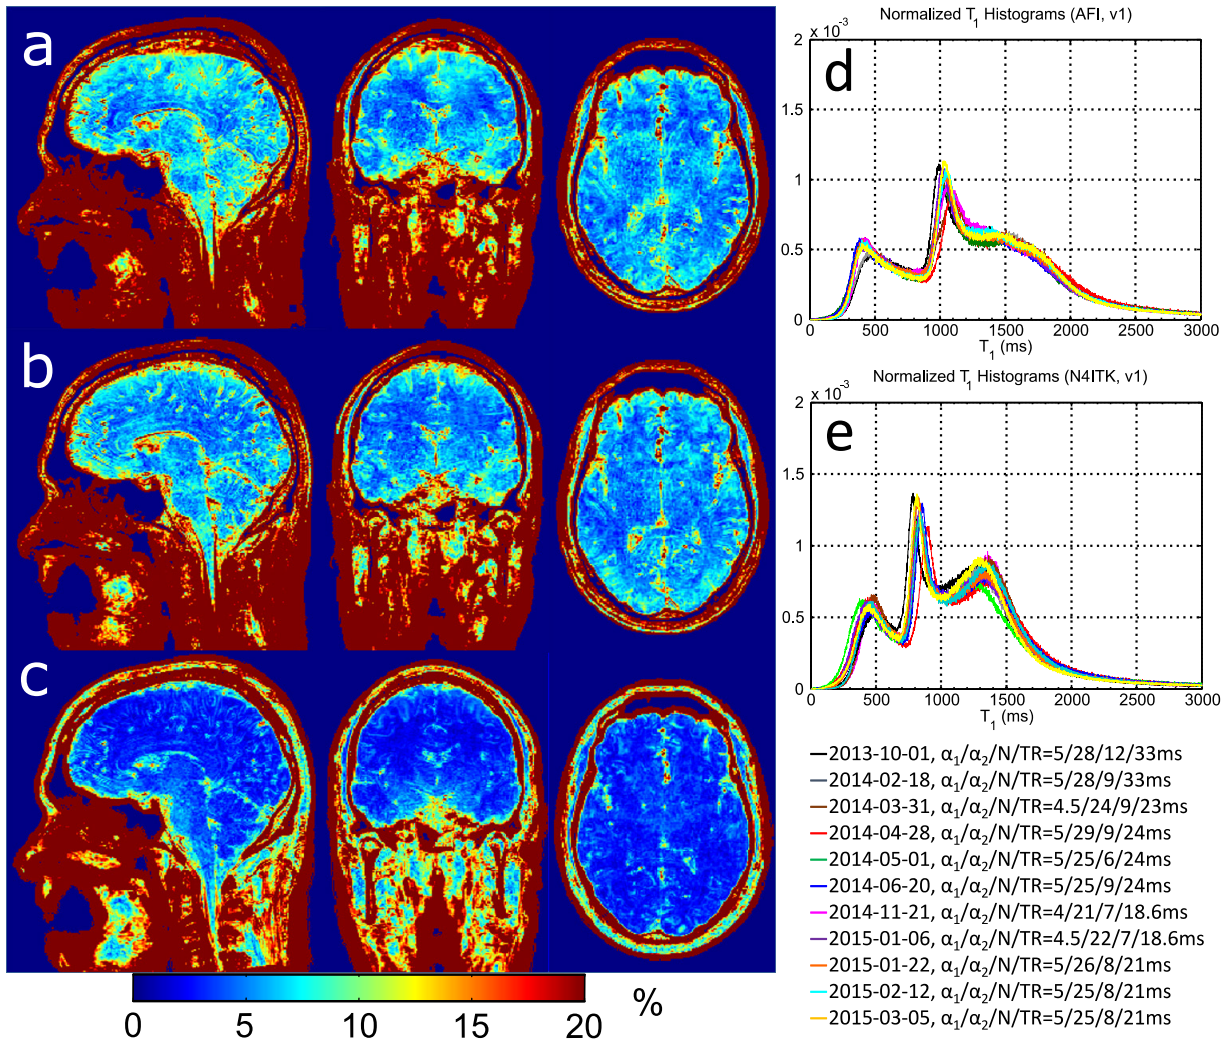 a
b
c
0 5 10 15 20 %
Normalized T1 Histograms (AFI, v1)
x 10-3
d
2
1.5
1
0.5
0
0 500 1000 1500 2000 2500 3000
T1 (ms)
Normalized T1 Histograms (N4ITK, v1)
x 10-3
e
2
1.5
1
0.5
0
0 500 1000 1500 2000 2500 3000
T1 (ms)
2013-10-01, α1/α2/N/TR=5/28/12/33ms
2014-02-18, α1/α2/N/TR=5/28/9/33ms
2014-03-31, α1/α2/N/TR=4.5/24/9/23ms
2014-04-28, α1/α2/N/TR=5/29/9/24ms
2014-05-01, α1/α2/N/TR=5/25/6/24ms
2014-06-20, α1/α2/N/TR=5/25/9/24ms
2014-11-21, α1/α2/N/TR=4/21/7/18.6ms
2015-01-06, α1/α2/N/TR=4.5/22/7/18.6ms
2015-01-22, α1/α2/N/TR=5/26/8/21ms
2015-02-12, α1/α2/N/TR=5/25/8/21ms
2015-03-05, α1/α2/N/TR=5/25/8/21ms